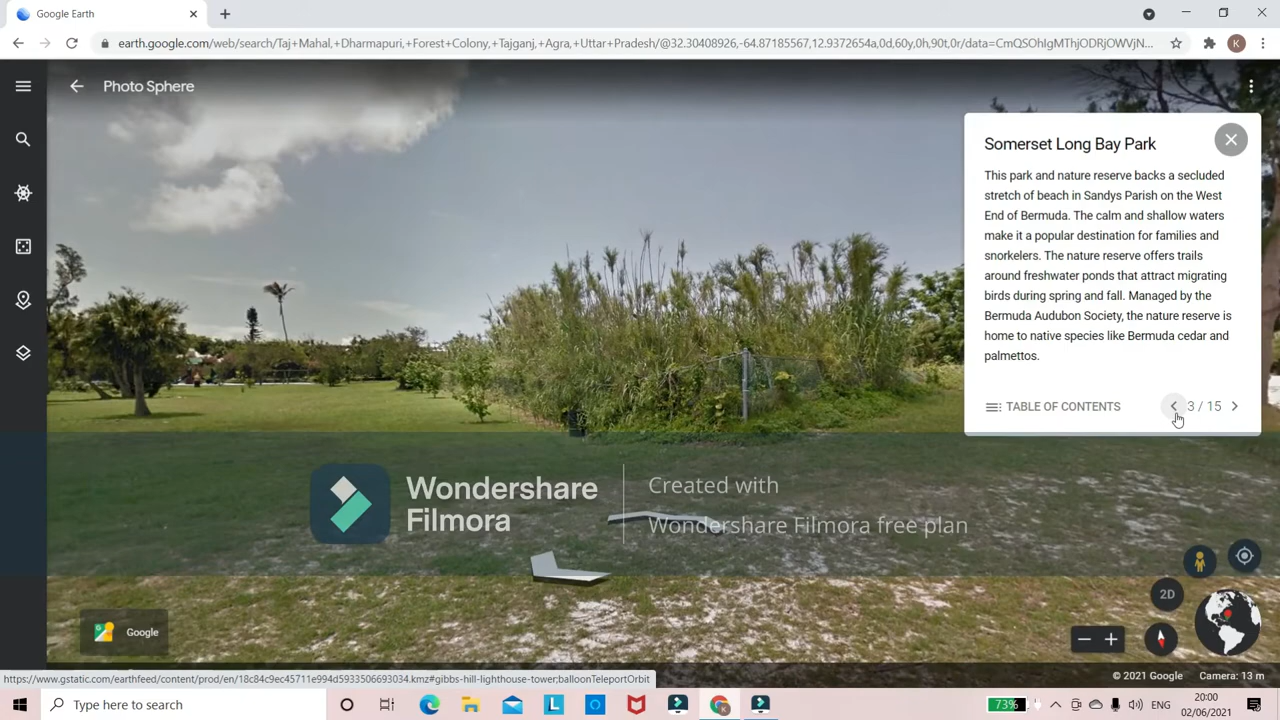 Google Earth
earth.google.com/web/search/Taj+Mahal,+Dharmapuri,+Forest+Colony,+Tajganj,+Agra,+Uttar+Pradesh/@32.30408926,-64.87185567,12.9372654a,0d,60y,0h,90t,0r/data=CmQSOhIgMThjODRjOWVjN...
K
Photo Sphere
Somerset Long Bay Park
This park and nature reserve backs a secluded
stretch of beach in Sandys Parish on the West
End of Bermuda. The calm and shallow waters
make it a popular destination for families and
snorkelers. The nature reserve offers trails
around freshwater ponds that attract migrating
birds during spring and fall. Managed by the
Bermuda Audubon Society, the nature reserve is
home to native species like Bermuda cedar and
palmettos.
TABLE OF CONTENTS
3 / 15
Wondershare
Filmora
Created with
Wondershare Filmora free plan
2D
Google
https://www.gstatic.com/earthfeed/content/prod/en/18c84c9ec45711e994d5933506693034.kmz#gibbs-hill-lighthouse-tower;balloonTeleportOrbit
© 2021 Google
Camera: 13 m
Type here to search
73%
ENG
20:00
02/06/2021